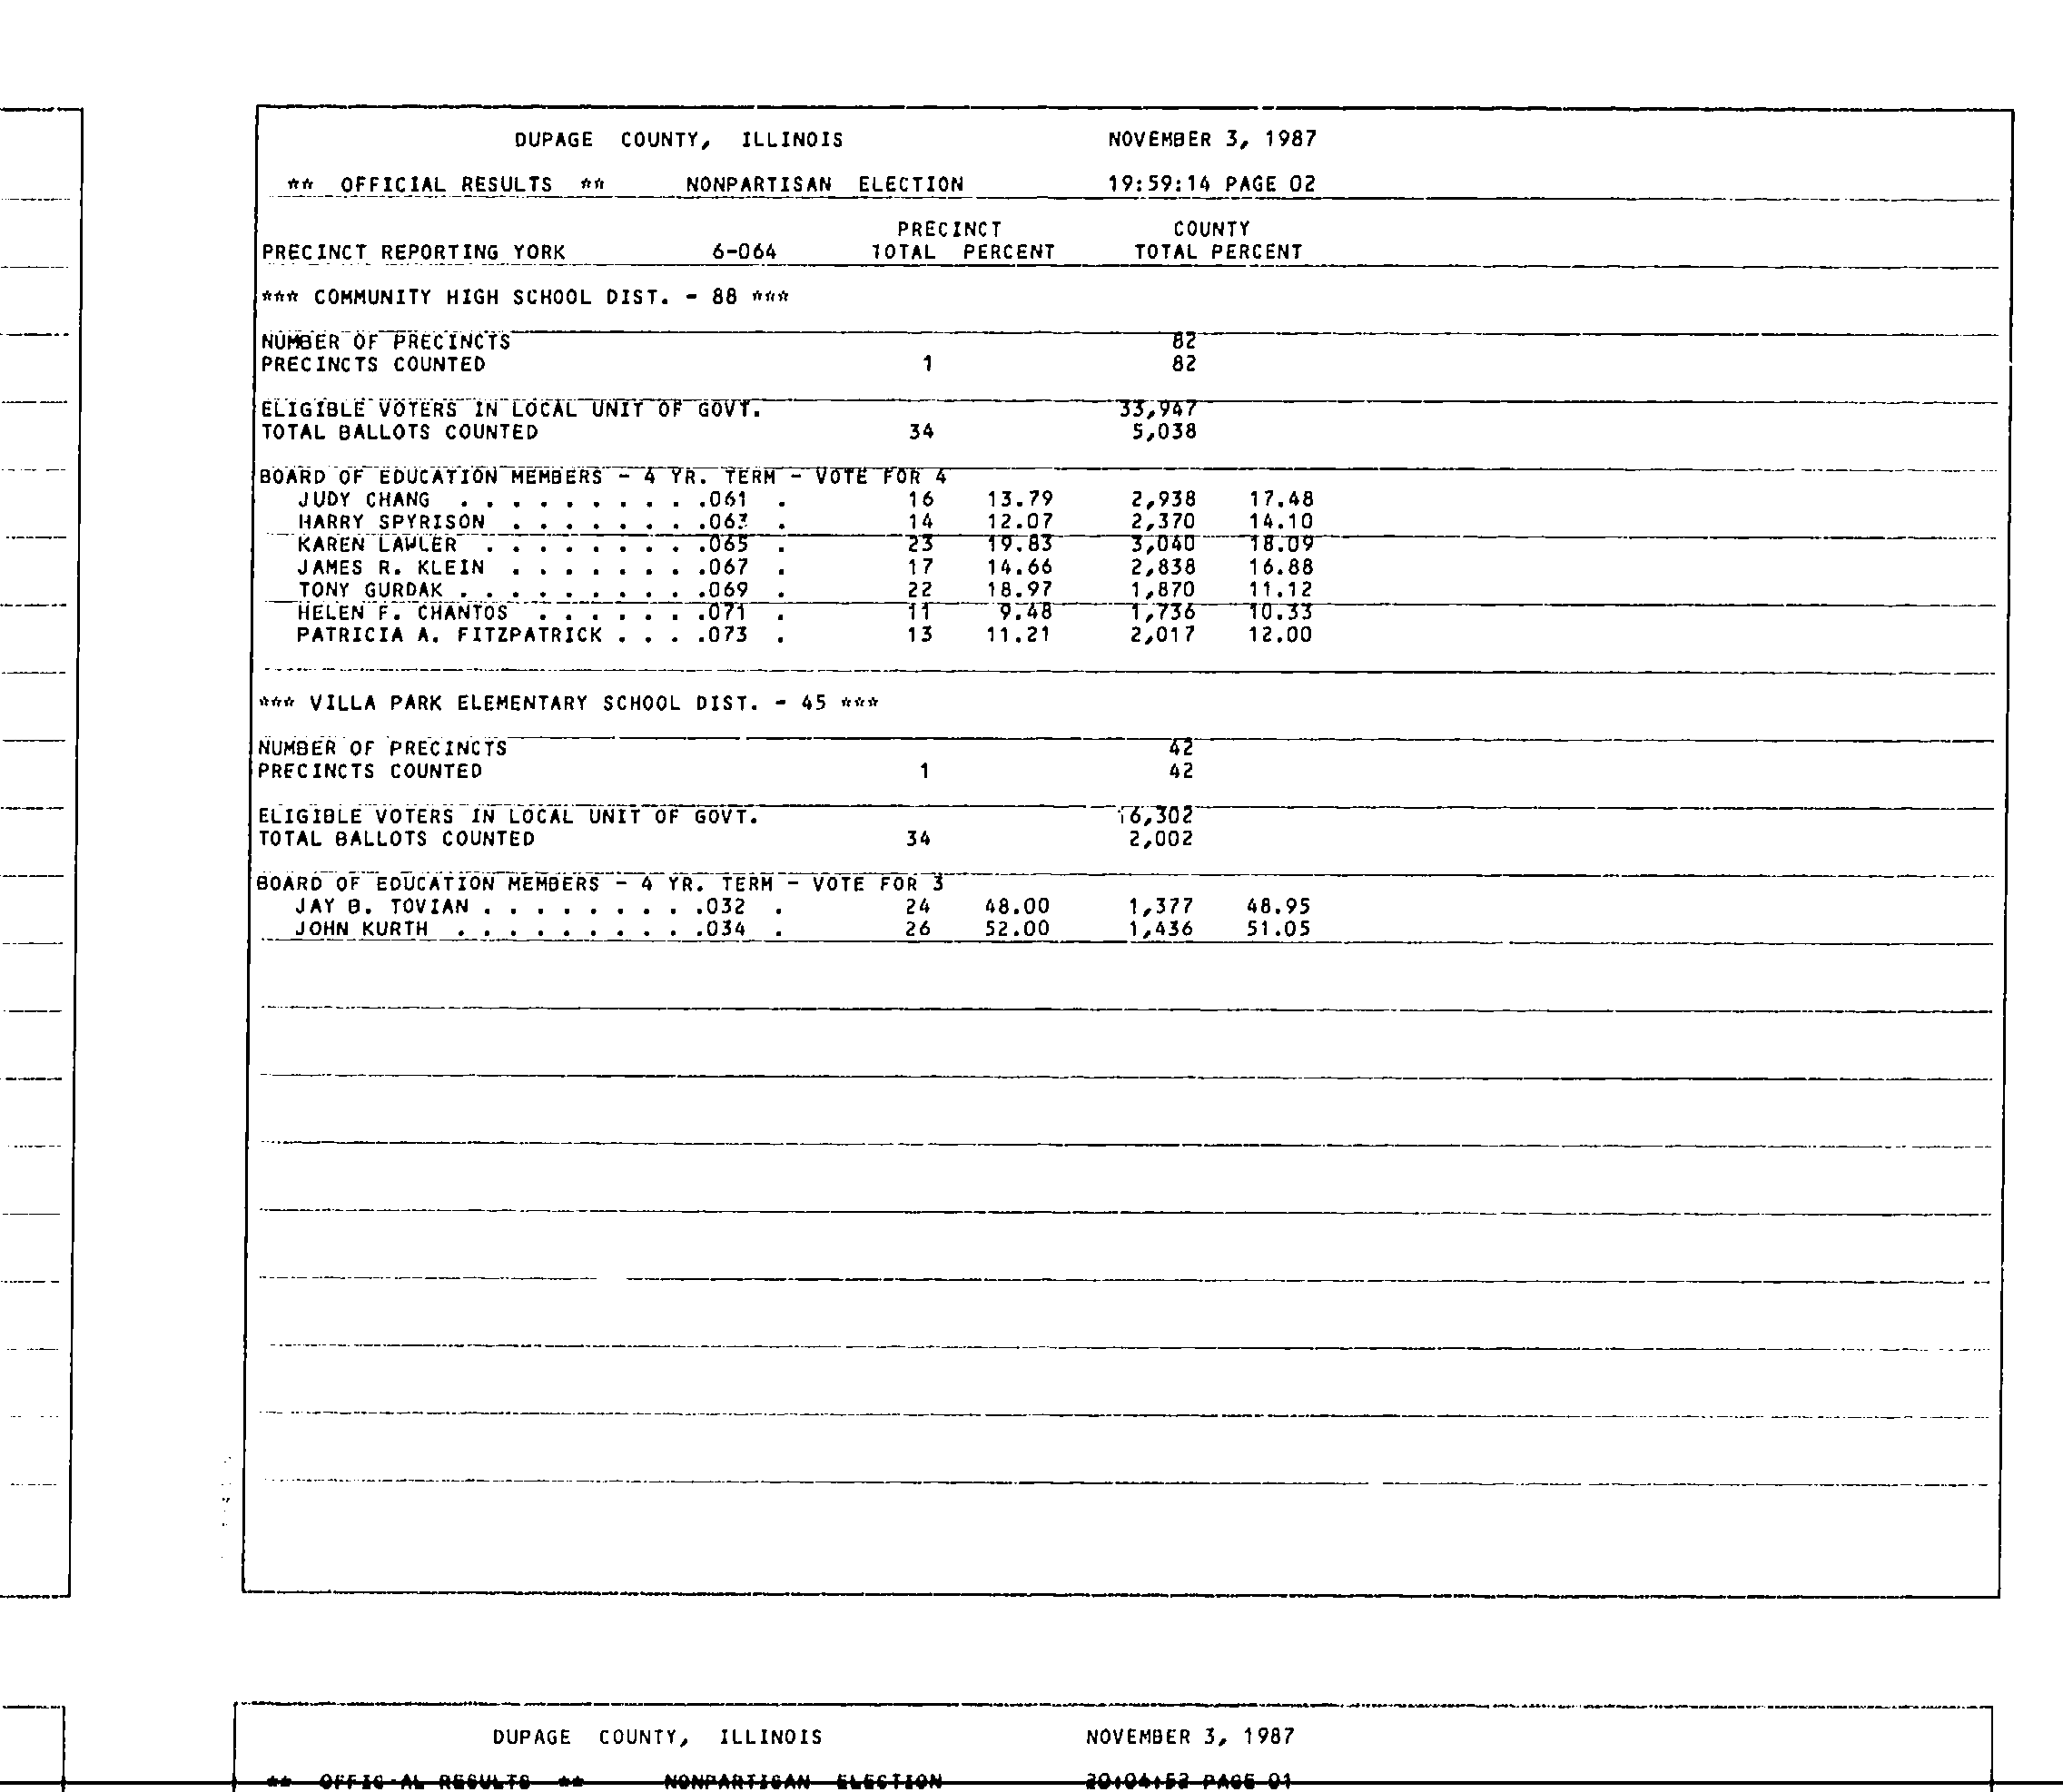 DUPAGE COUNTY, ILLINOIS NOVEMBER 3, 1987
** OFFICIAL RESULTS ** NONPARTISAN ELECTION 19:59:14 PAGE 02
PRECINCT COUNTY
PRECINCT REPORTING YORK 6-064 TOTAL PERCENT TOTAL PERCENT
*** COMMUNITY HIGH SCHOOL DIST. - 88 ***
NUMBER OF PRECINCTS 82
PRECINCTS COUNTED 1 82
ELIGIBLE VOTERS IN LOCAL UNIT OF GOVT. 33,947
TOTAL BALLOTS COUNTED 34 5,038
BOARD OF EDUCATION MEMBERS - 4 YR. TERM - VOTE FOR 4
JUDY CHANG . . . . . . . . . .061 . 16 13.79 2,938 17.48
HARRY SPYRISON . . . . . . . .063 . 14 12.07 2,370 14.10
KAREN LAWLER . . . . . . . . .065 . 23 19.83 3,040 18.09
JAMES R. KLEIN . . . . . . . .067 . 17 14.66 2,838 16.88
TONY GURDAK . . . . . . . . . .069 . 22 18.97 1,870 11.12
HELEN F. CHANTOS . . . . . . .071 . 11 9.48 1,736 10.33
PATRICIA A. FITZPATRICK . . . .073 . 13 11.21 2,017 12.00
*** VILLA PARK ELEMENTARY SCHOOL DIST. - 45 ***
NUMBER OF PRECINCTS 42
PRECINCTS COUNTED 1 42
ELIGIBLE VOTERS IN LOCAL UNIT OF GOVT. 16,302
TOTAL BALLOTS COUNTED 34 2,002
BOARD OF EDUCATION MEMBERS - 4 YR. TERM - VOTE FOR 3
JAY B. TOVIAN . . . . . . . . .032 . 24 48.00 1,377 48.95
JOHN KURTH . . . . . . . . . .034 . 26 52.00 1,436 51.05
DUPAGE COUNTY, ILLINOIS NOVEMBER 3, 1987
** OFFICIAL RESULTS ** NONPARTISAN ELECTION 20:04:52 PAGE 01